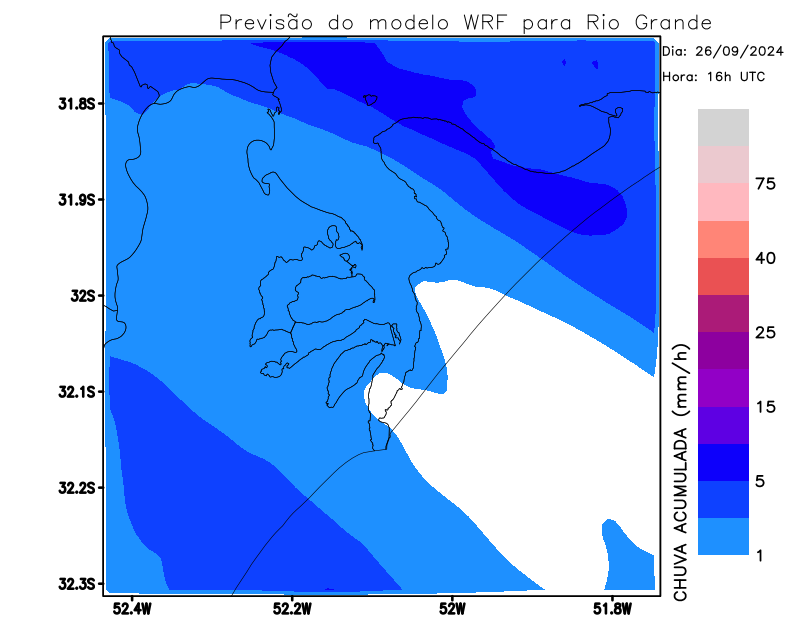 Previsão do modelo WRF para Rio Grande
Dia: 26/09/2024
Hora: 16h UTC
31.8S
31.9S
32S
32.1S
32.2S
32.3S
52.4W
52.2W
52W
51.8W
75
40
25
15
5
1
CHUVA ACUMULADA (mm/h)